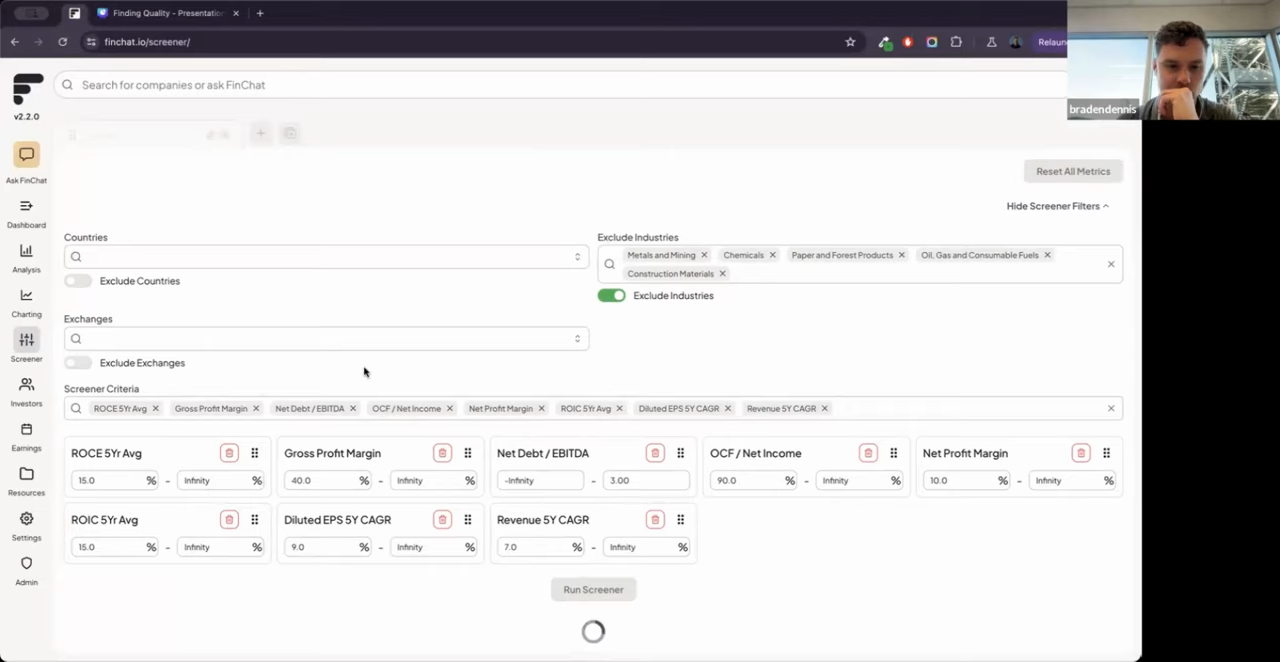 Finding Quality - Presentation
finchat.io/screener/
Relaun
bradendennis
v2.2.0
Search for companies or ask FinChat
Ask FinChat
Dashboard
Analysis
Charting
Screener
Investors
Earnings
Resources
Settings
Admin
Reset All Metrics
Hide Screener Filters
Countries
Exclude Countries
Exclude Industries
Metals and Mining Chemicals Paper and Forest Products Oil, Gas and Consumable Fuels
Construction Materials
Exclude Industries
Exchanges
Exclude Exchanges
Screener Criteria
ROCE 5Yr Avg Gross Profit Margin Net Debt / EBITDA OCF / Net Income Net Profit Margin ROIC 5Yr Avg Diluted EPS 5Y CAGR Revenue 5Y CAGR
ROCE 5Yr Avg
15.0 % - Infinity %
Gross Profit Margin
40.0 % - Infinity %
Net Debt / EBITDA
-Infinity - 3.00
OCF / Net Income
90.0 % - Infinity %
Net Profit Margin
10.0 % - Infinity %
ROIC 5Yr Avg
15.0 % - Infinity %
Diluted EPS 5Y CAGR
9.0 % - Infinity %
Revenue 5Y CAGR
7.0 % - Infinity %
Run Screener